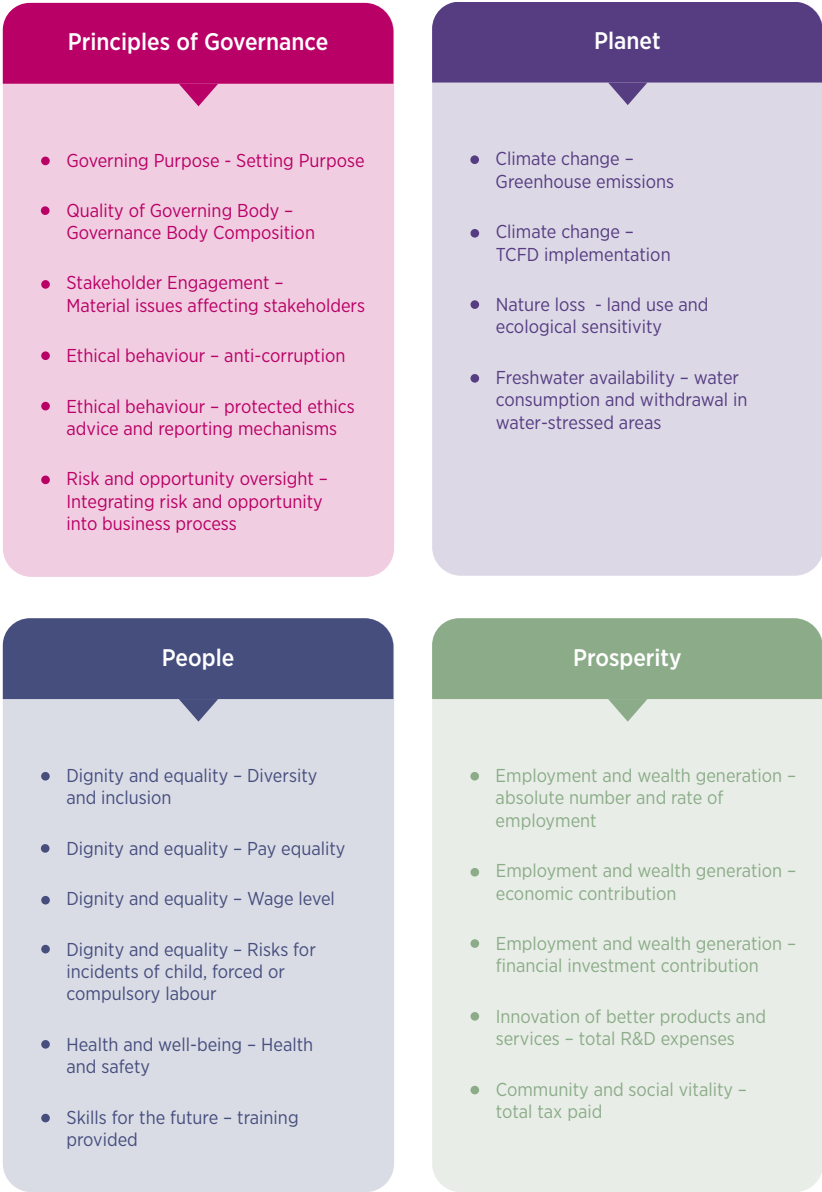 Principles of Governance
• Governing Purpose - Setting Purpose
• Quality of Governing Body –
Governance Body Composition
• Stakeholder Engagement –
Material issues affecting stakeholders
• Ethical behaviour – anti-corruption
• Ethical behaviour – protected ethics
advice and reporting mechanisms
• Risk and opportunity oversight –
Integrating risk and opportunity
into business process
Planet
• Climate change –
Greenhouse emissions
• Climate change –
TCFD implementation
• Nature loss  - land use and
ecological sensitivity
• Freshwater availability – water
consumption and withdrawal in
water-stressed areas
People
• Dignity and equality – Diversity
and inclusion
• Dignity and equality – Pay equality
• Dignity and equality – Wage level
• Dignity and equality – Risks for
incidents of child, forced or
compulsory labour
• Health and well-being – Health
and safety
• Skills for the future – training
provided
Prosperity
• Employment and wealth generation –
absolute number and rate of
employment
• Employment and wealth generation –
economic contribution
• Employment and wealth generation –
financial investment contribution
• Innovation of better products and
services – total R&D expenses
• Community and social vitality –
total tax paid